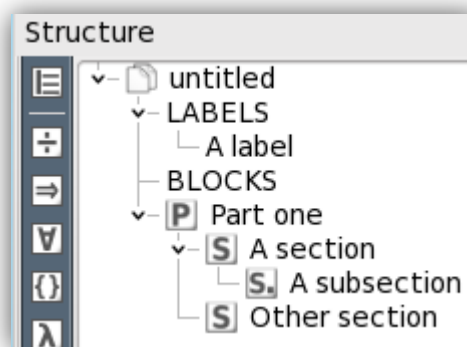 Structure
untitled
LABELS
A label
BLOCKS
P Part one
S A section
S. A subsection
S Other section
÷
⇒
∀
{}
λ